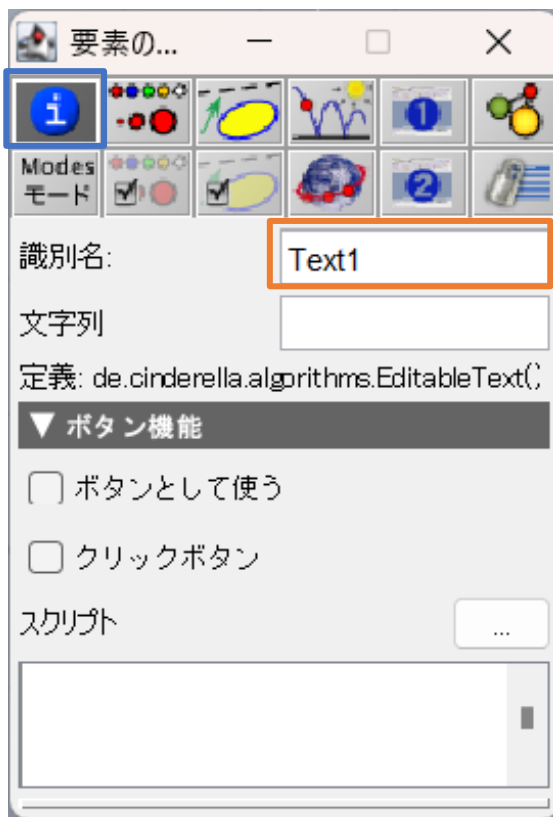 要素の...
i
1
Modes
モード
2
識別名:
Text1
文字列
定義: de.cinderella.algorithms.EditableText();
▼ ボタン機能
ボタンとして使う
クリックボタン
スクリプト
...